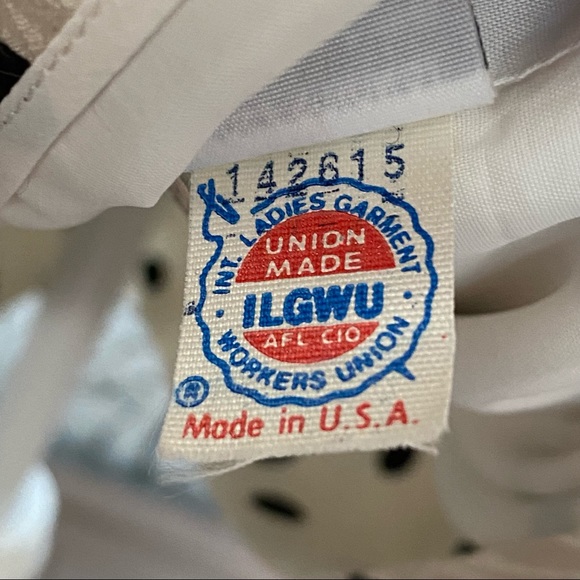 142615
INT. LADIES GARMENT
UNION
MADE
ILGWU
AFL CIO
WORKERS UNION
®
Made in U.S.A.